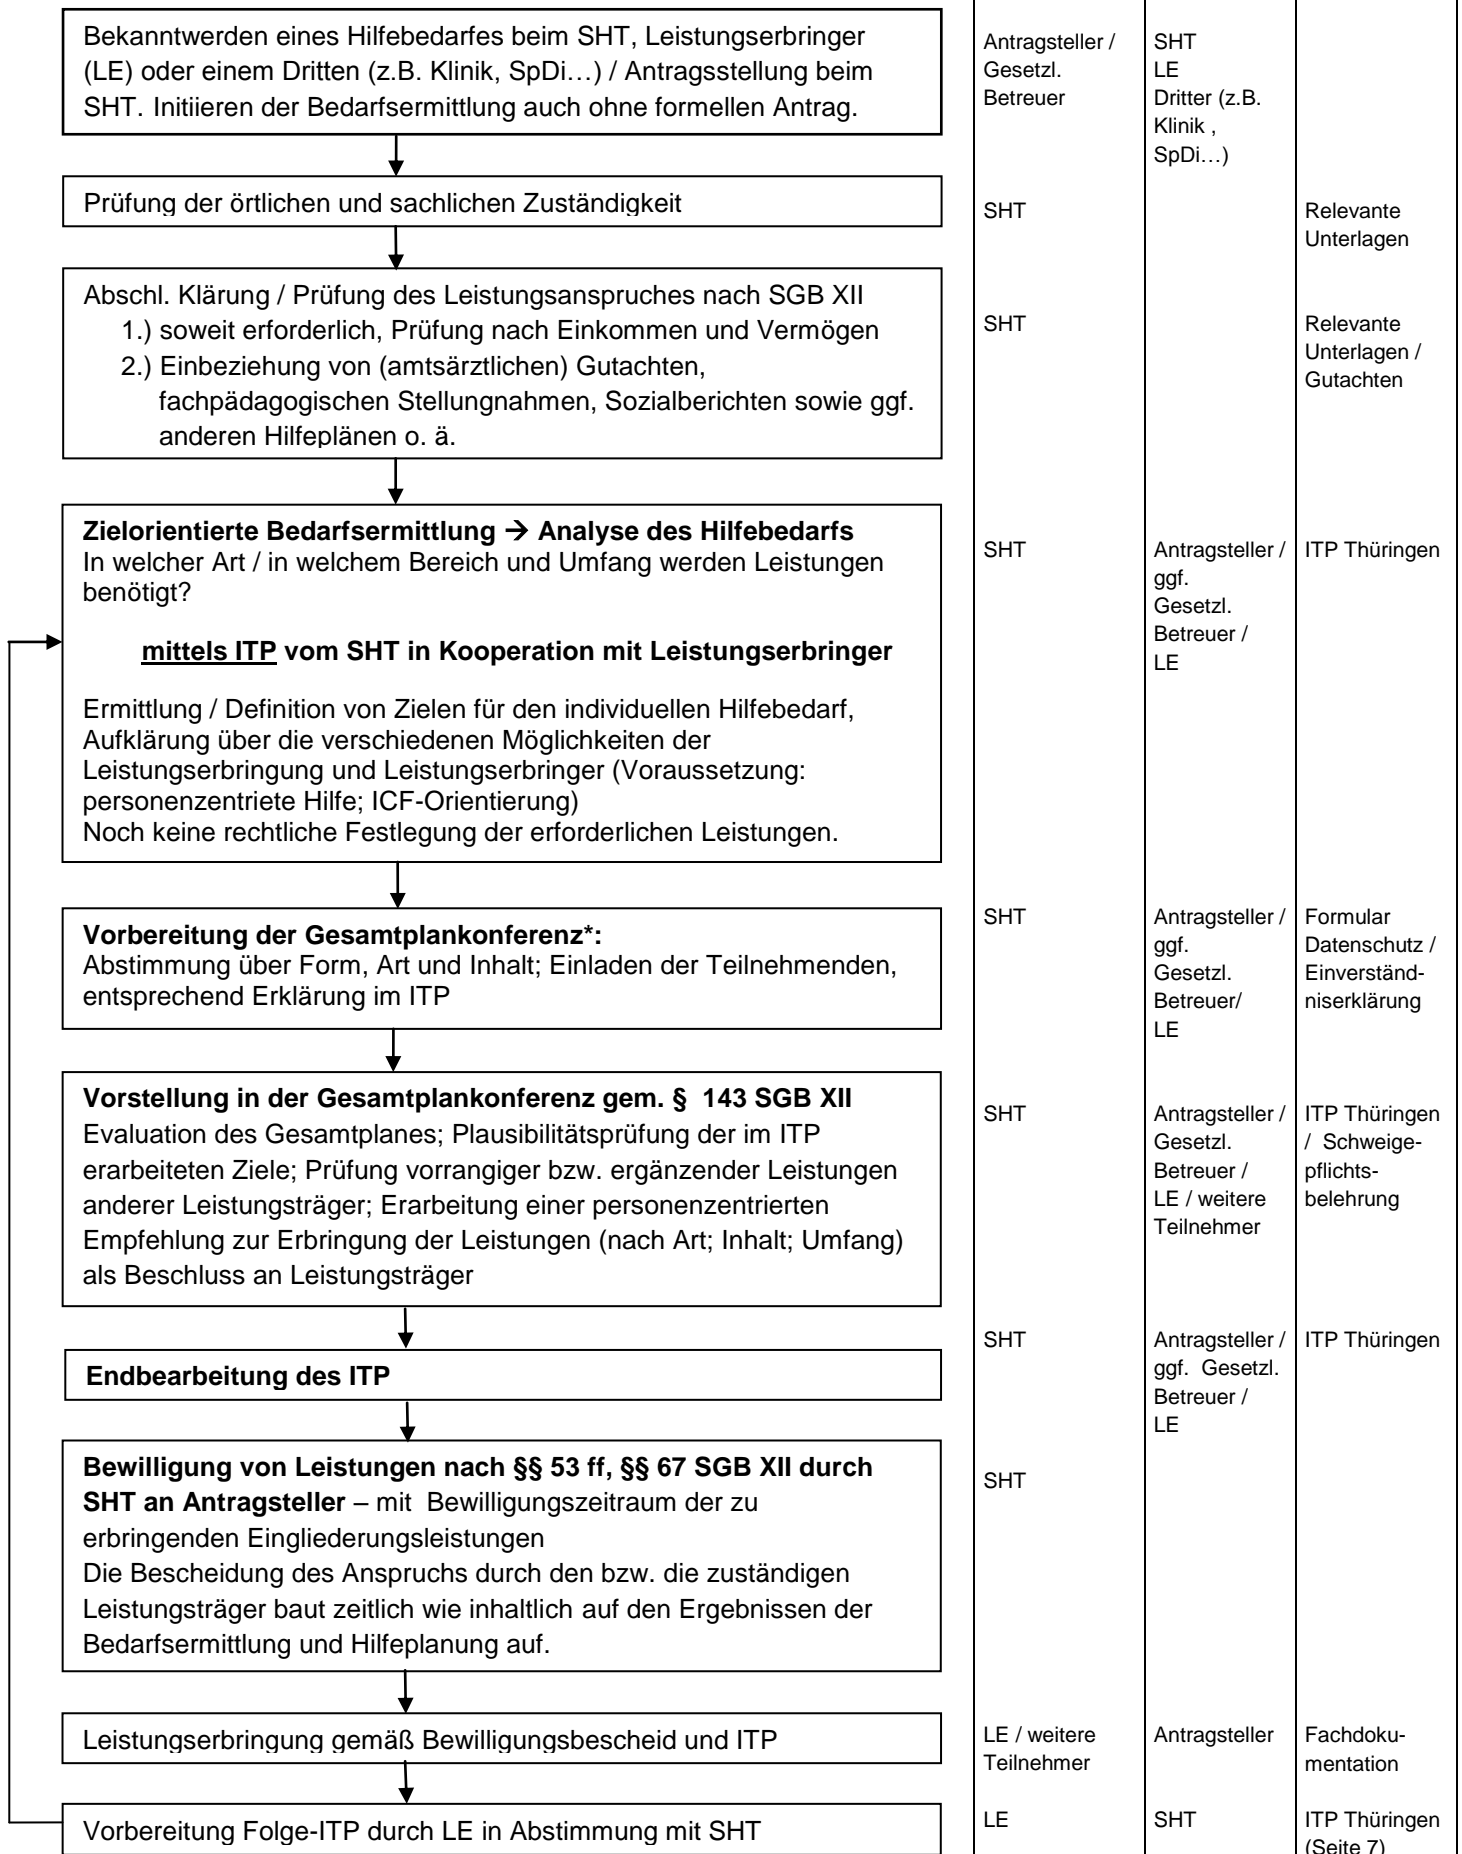 Bekanntwerden eines Hilfebedarfes beim SHT, Leistungserbringer
(LE) oder einem Dritten (z.B. Klinik, SpDi…) / Antragsstellung beim
SHT. Initiieren der Bedarfsermittlung auch ohne formellen Antrag.
Antragsteller /
Gesetzl.
Betreuer
SHT
LE
Dritter (z.B.
Klinik ,
SpDi…)
Prüfung der örtlichen und sachlichen Zuständigkeit
SHT
Relevante
Unterlagen
Abschl. Klärung / Prüfung des Leistungsanspruches nach SGB XII
1.) soweit erforderlich, Prüfung nach Einkommen und Vermögen
2.) Einbeziehung von (amtsärztlichen) Gutachten,
fachpädagogischen Stellungnahmen, Sozialberichten sowie ggf.
anderen Hilfeplänen o. ä.
SHT
Relevante
Unterlagen /
Gutachten
Zielorientierte Bedarfsermittlung → Analyse des Hilfebedarfs
In welcher Art / in welchem Bereich und Umfang werden Leistungen
benötigt?
mittels ITP vom SHT in Kooperation mit Leistungserbringer
Ermittlung / Definition von Zielen für den individuellen Hilfebedarf,
Aufklärung über die verschiedenen Möglichkeiten der
Leistungserbringung und Leistungserbringer (Voraussetzung:
personenzentriete Hilfe; ICF-Orientierung)
Noch keine rechtliche Festlegung der erforderlichen Leistungen.
SHT
Antragsteller /
ggf.
Gesetzl.
Betreuer /
LE
ITP Thüringen
Vorbereitung der Gesamtplankonferenz*:
Abstimmung über Form, Art und Inhalt; Einladen der Teilnehmenden,
entsprechend Erklärung im ITP
SHT
Antragsteller /
ggf.
Gesetzl.
Betreuer/
LE
Formular
Datenschutz /
Einverständ-
niserklärung
Vorstellung in der Gesamtplankonferenz gem. § 143 SGB XII
Evaluation des Gesamtplanes; Plausibilitätsprüfung der im ITP
erarbeiteten Ziele; Prüfung vorrangiger bzw. ergänzender Leistungen
anderer Leistungsträger; Erarbeitung einer personenzentrierten
Empfehlung zur Erbringung der Leistungen (nach Art; Inhalt; Umfang)
als Beschluss an Leistungsträger
SHT
Antragsteller /
Gesetzl.
Betreuer /
LE / weitere
Teilnehmer
ITP Thüringen
/ Schweige-
pflichts-
belehrung
Endbearbeitung des ITP
SHT
Antragsteller /
ggf. Gesetzl.
Betreuer /
LE
ITP Thüringen
Bewilligung von Leistungen nach §§ 53 ff, §§ 67 SGB XII durch
SHT an Antragsteller – mit Bewilligungszeitraum der zu
erbringenden Eingliederungsleistungen
Die Bescheidung des Anspruchs durch den bzw. die zuständigen
Leistungsträger baut zeitlich wie inhaltlich auf den Ergebnissen der
Bedarfsermittlung und Hilfeplanung auf.
SHT
Leistungserbringung gemäß Bewilligungsbescheid und ITP
LE / weitere
Teilnehmer
Antragsteller
Fachdoku-
mentation
Vorbereitung Folge-ITP durch LE in Abstimmung mit SHT
LE
SHT
ITP Thüringen
(Seite 7)